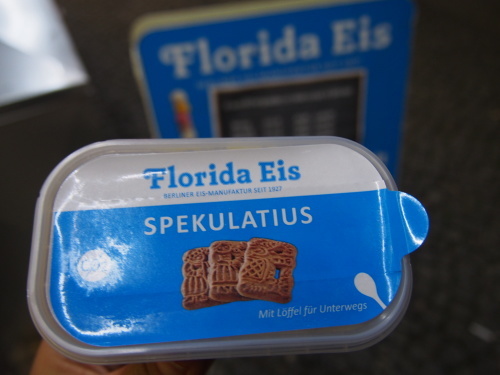 Florida Eis
Florida Eis
BERLINER EIS-MANUFAKTUR SEIT 1927
SPEKULATIUS
Mit Löffel für Unterwegs